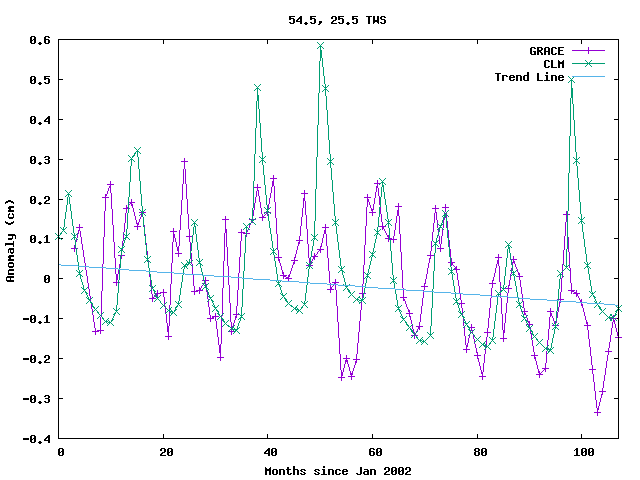 54.5, 25.5 TWS
GRACE
CLM
Trend Line
Anomaly (cm)
0.6
0.5
0.4
0.3
0.2
0.1
0
-0.1
-0.2
-0.3
-0.4
0 20 40 60 80 100
Months since Jan 2002